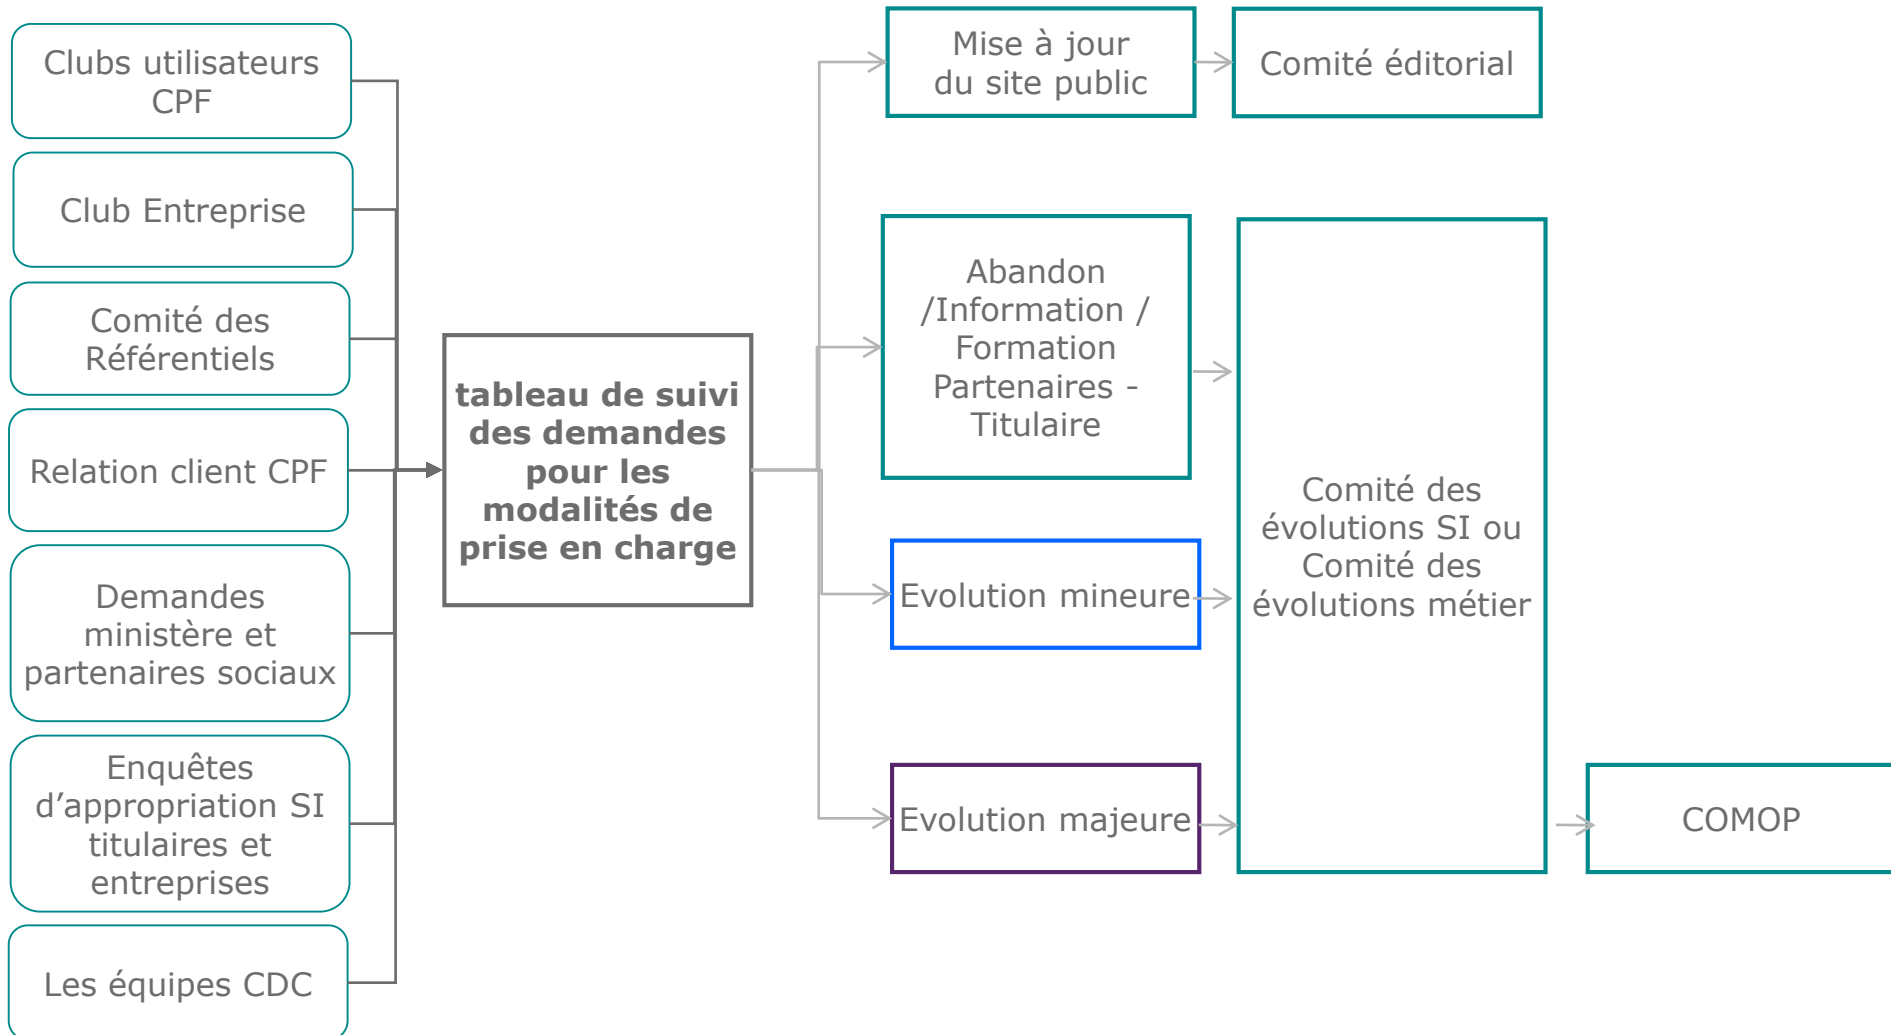 Clubs utilisateurs
CPF
Club Entreprise
Comité des
Référentiels
Relation client CPF
Demandes
ministère et
partenaires sociaux
Enquêtes
d’appropriation SI
titulaires et
entreprises
Les équipes CDC
tableau de suivi
des demandes
pour les
modalités de
prise en charge
Mise à jour
du site public
Comité éditorial
Abandon
/Information /
Formation
Partenaires -
Titulaire
Evolution mineure
Evolution majeure
Comité des
évolutions SI ou
Comité des
évolutions métier
COMOP